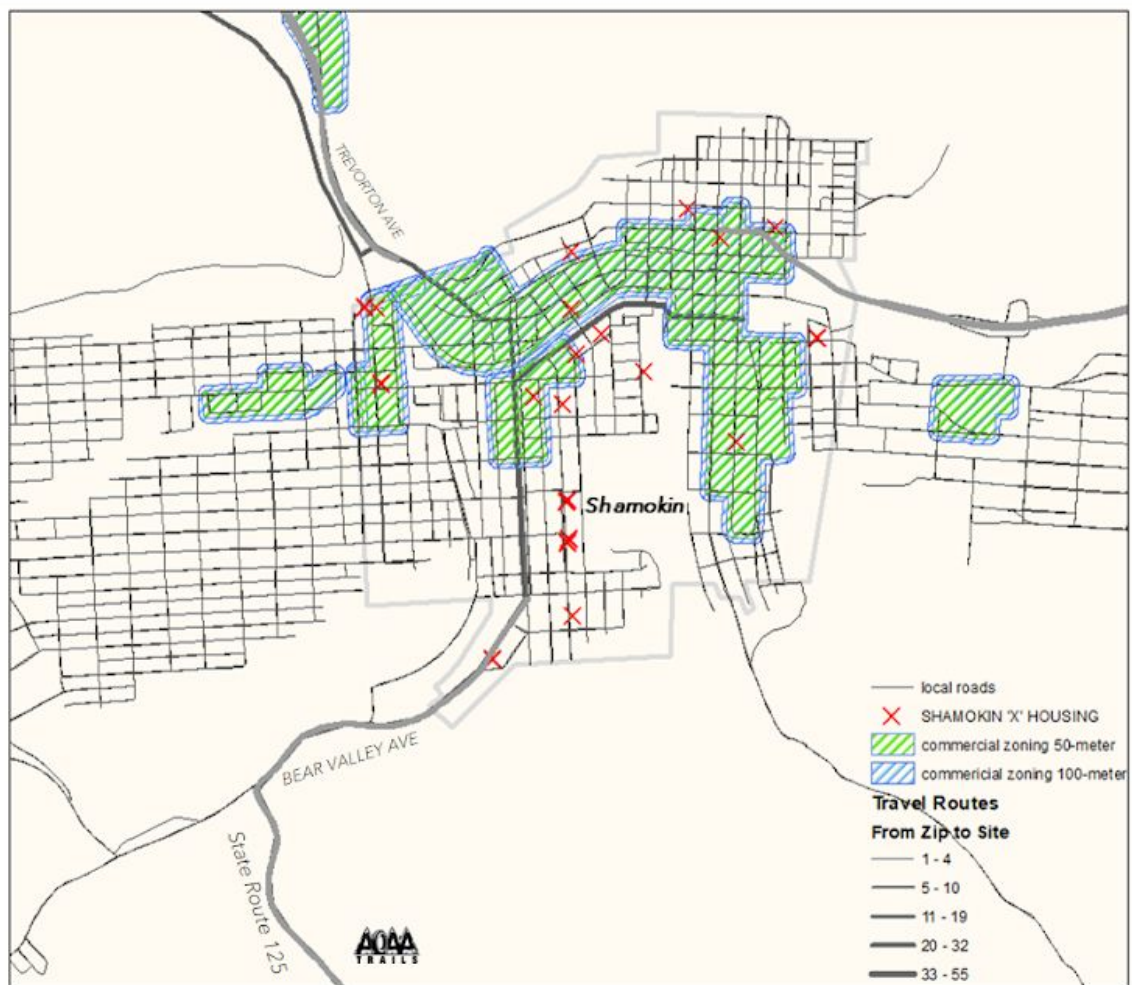 TREVORTON AVE
Shamokin
BEAR VALLEY AVE
State Route 125
AOAA
TRAILS
local roads
SHAMOKIN 'X' HOUSING
commercial zoning 50-meter
commericial zoning 100-meter
Travel Routes
From Zip to Site
1 - 4
5 - 10
11 - 19
20 - 32
33 - 55